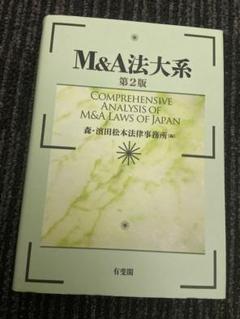 M&A法大系
第2版
COMPREHENSIVE
ANALYSIS OF
M&A LAWS OF JAPAN
森・濱田松本法律事務所[編]
有斐閣